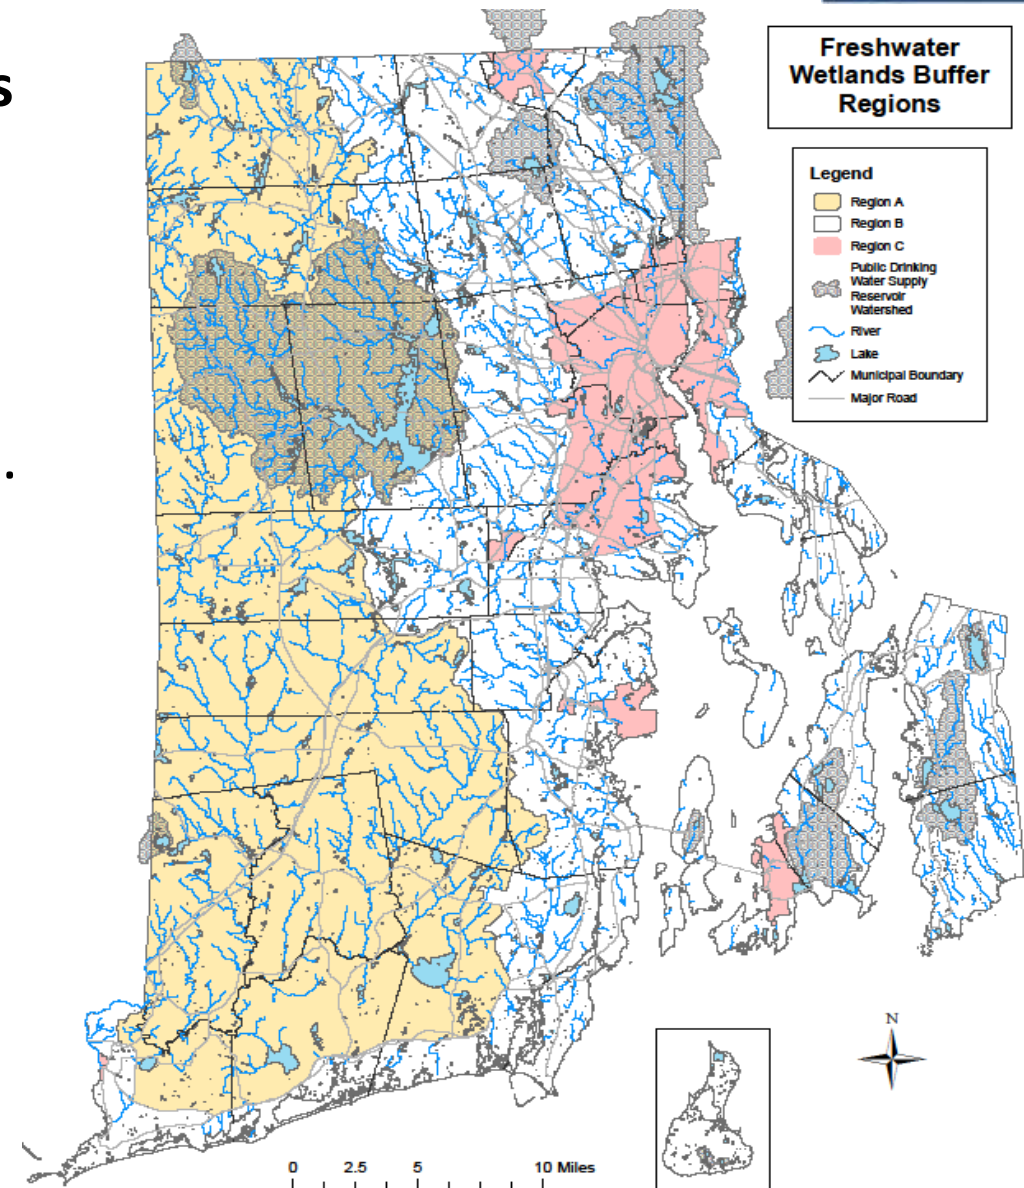 s
.
Freshwater
Wetlands Buffer
Regions
Legend
Region A
Region B
Region C
Public Drinking
Water Supply
Reservoir
Watershed
River
Lake
Municipal Boundary
Major Road
N
0 2.5 5 10 Miles